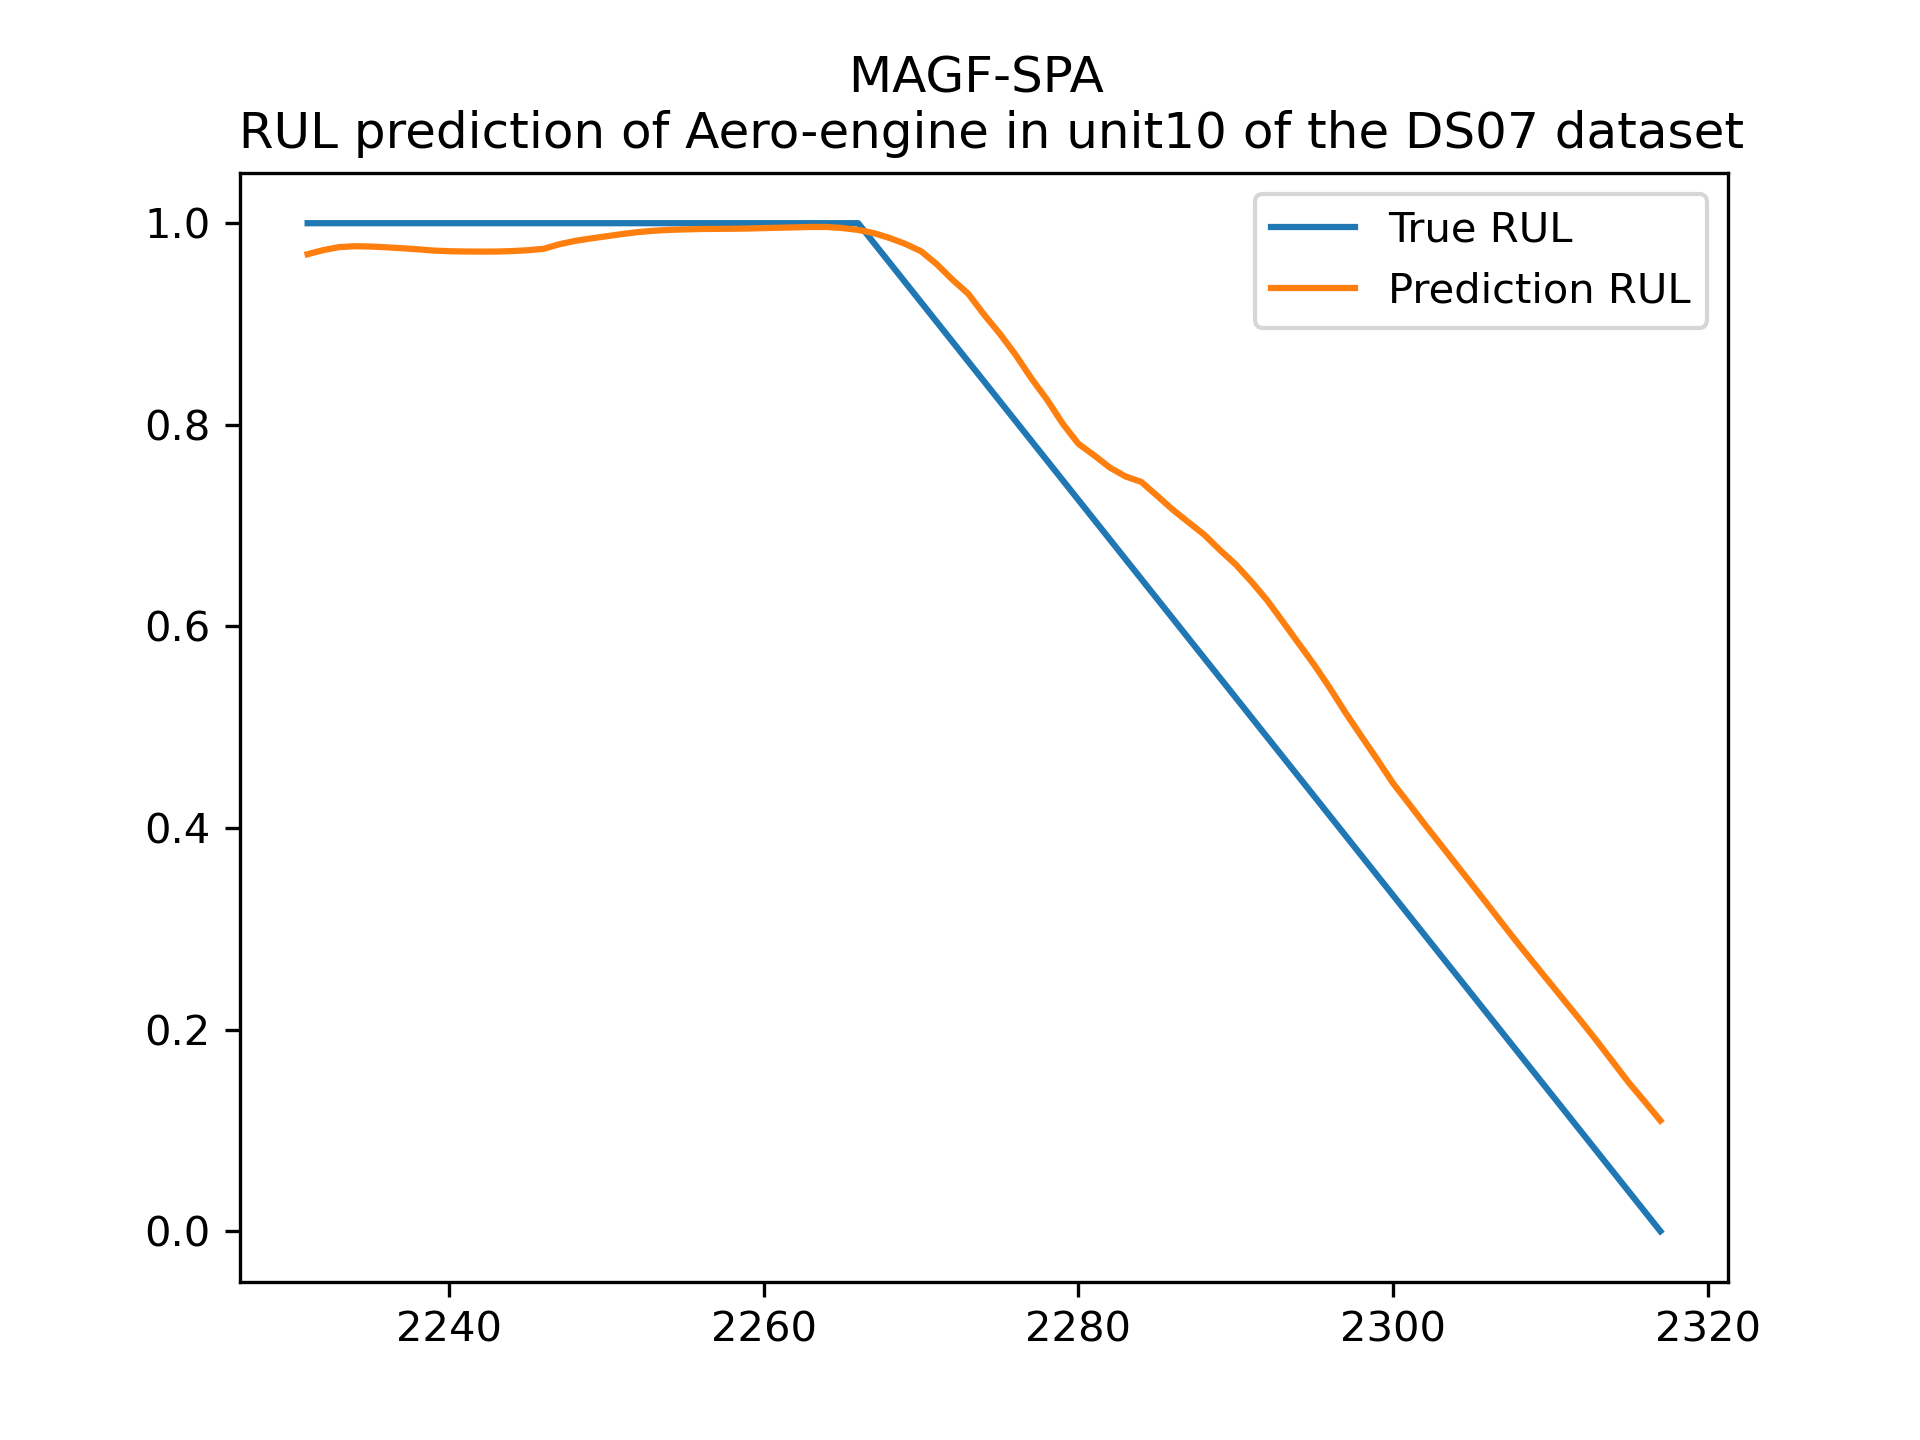 MAGF-SPA
RUL prediction of Aero-engine in unit10 of the DS07 dataset
True RUL
Prediction RUL
1.0
0.8
0.6
0.4
0.2
0.0
2240
2260
2280
2300
2320